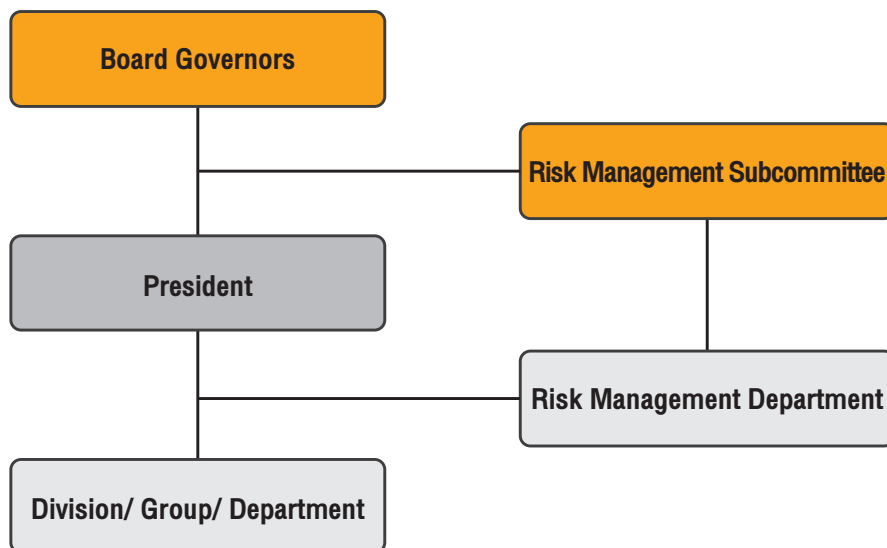 Board Governors
Risk Management Subcommittee
President
Risk Management Department
Division/ Group/ Department